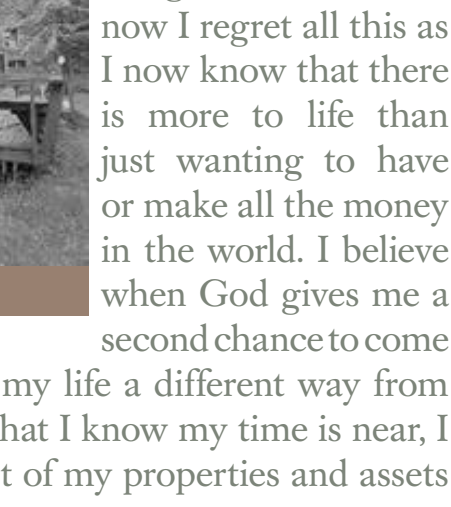 now I regret all this as
I now know that there
is more to life than
just wanting to have
or make all the money
in the world. I believe
when God gives me a
second chance to come
my life a different way from
hat I know my time is near, I
t of my properties and assets